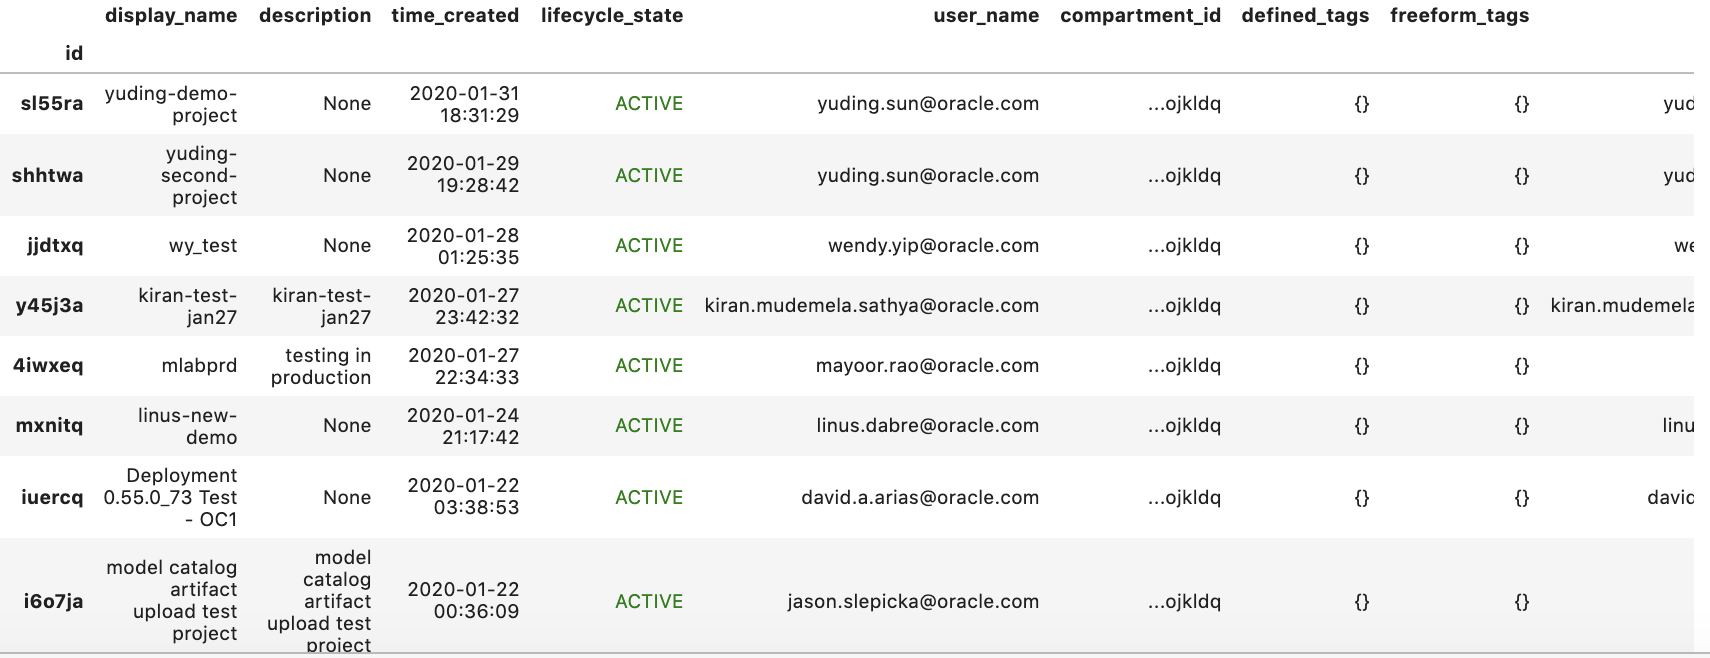 display_name description time_created lifecycle_state user_name compartment_id defined_tags freeform_tags
id
sl55ra yuding-demo-project None 2020-01-31 18:31:29 ACTIVE yuding.sun@oracle.com ...ojkldq {} {} yud
shhtwa yuding-second-project None 2020-01-29 19:28:42 ACTIVE yuding.sun@oracle.com ...ojkldq {} {} yud
jjdtxq wy_test None 2020-01-28 01:25:35 ACTIVE wendy.yip@oracle.com ...ojkldq {} {} we
y45j3a kiran-test-jan27 kiran-test-jan27 2020-01-27 23:42:32 ACTIVE kiran.mudemela.sathya@oracle.com ...ojkldq {} {} kiran.mudemela
4iwxeq mlabprd testing in production 2020-01-27 22:34:33 ACTIVE mayoor.rao@oracle.com ...ojkldq {} {}
mxnitq linus-new-demo None 2020-01-24 21:17:42 ACTIVE linus.dabre@oracle.com ...ojkldq {} {} linu
iuercq Deployment 0.55.0_73 Test - OC1 None 2020-01-22 03:38:53 ACTIVE david.a.arias@oracle.com ...ojkldq {} {} david
i6o7ja model catalog artifact upload test project model catalog artifact upload test project 2020-01-22 00:36:09 ACTIVE jason.slepicka@oracle.com ...ojkldq {} {}